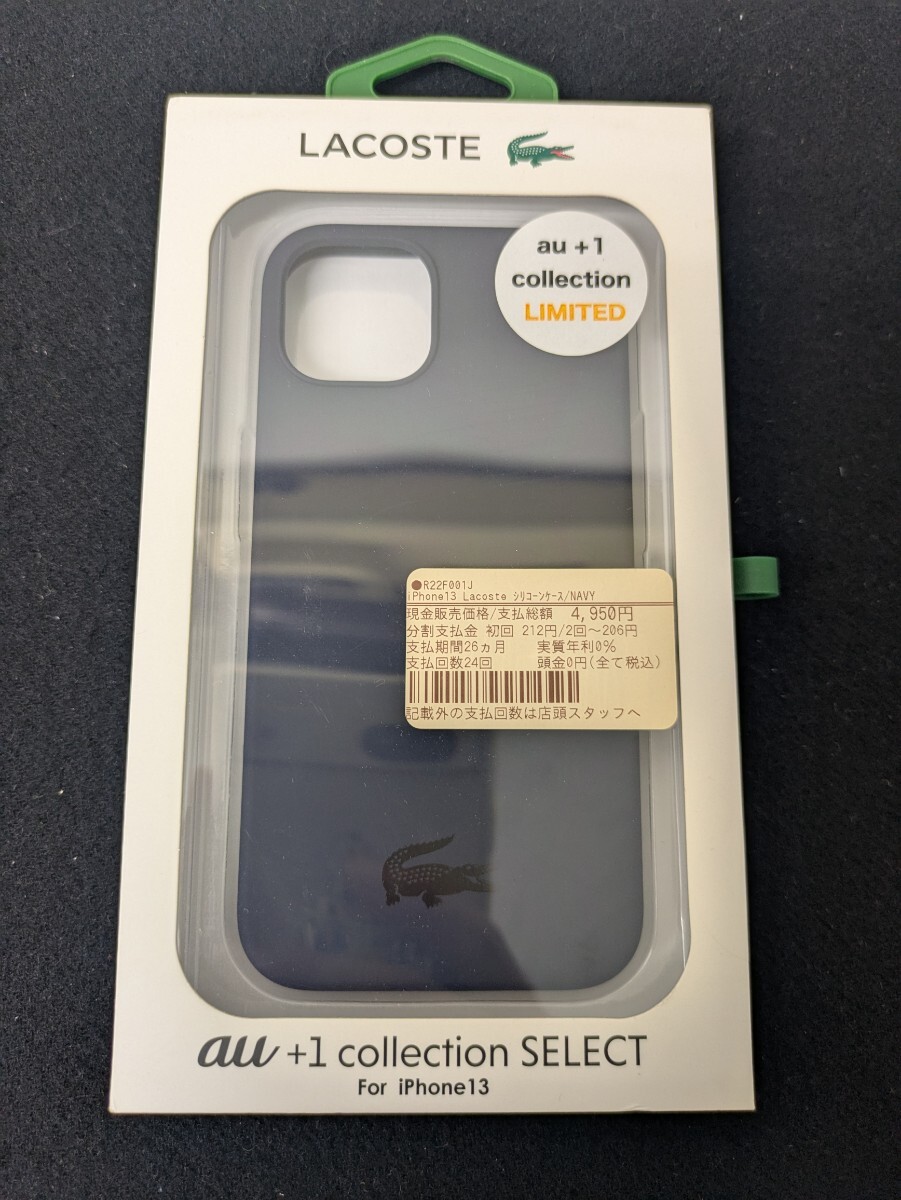 LACOSTE
au +1
collection
LIMITED
●R22F001J
iPhone13 Lacoste シリコーンケース/NAVY
現金販売価格/支払総額 4,950円
分割支払金 初回 212円/2回～206円
支払期間26ヵ月 実質年利0%
支払回数24回 頭金0円(全て税込)
記載外の支払回数は店頭スタッフへ
au +1 collection SELECT
For iPhone13